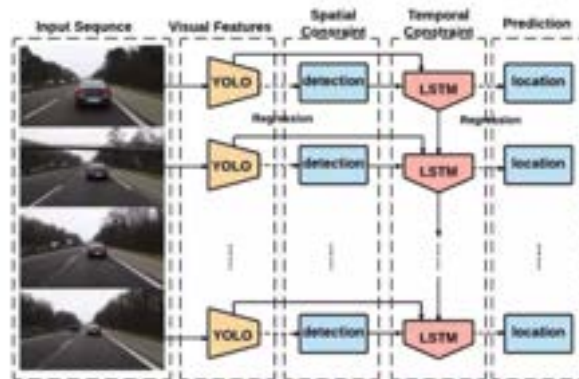 Input Sequnce
Visual Features
Spatial
Constraint
Temporal
Constraint
Prediction
YOLO
detection
LSTM
location
Regression
Regression
YOLO
detection
LSTM
location
YOLO
detection
LSTM
location